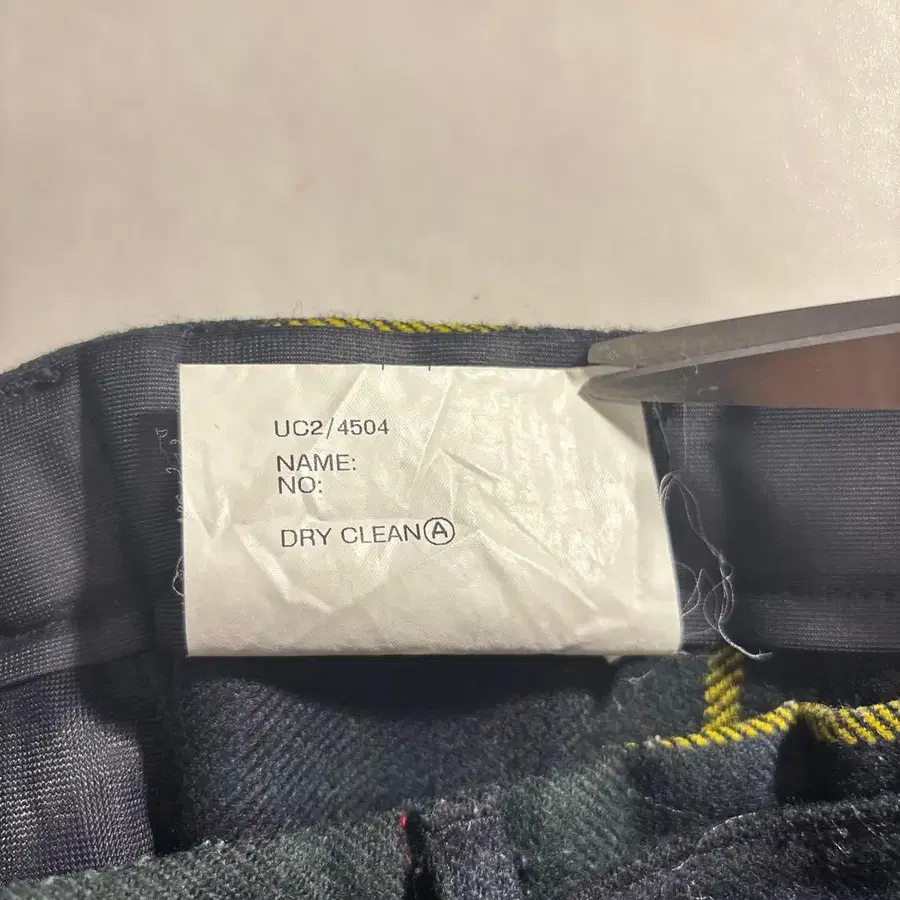 UC2/4504
NAME:
NO:
DRY CLEAN Ⓐ